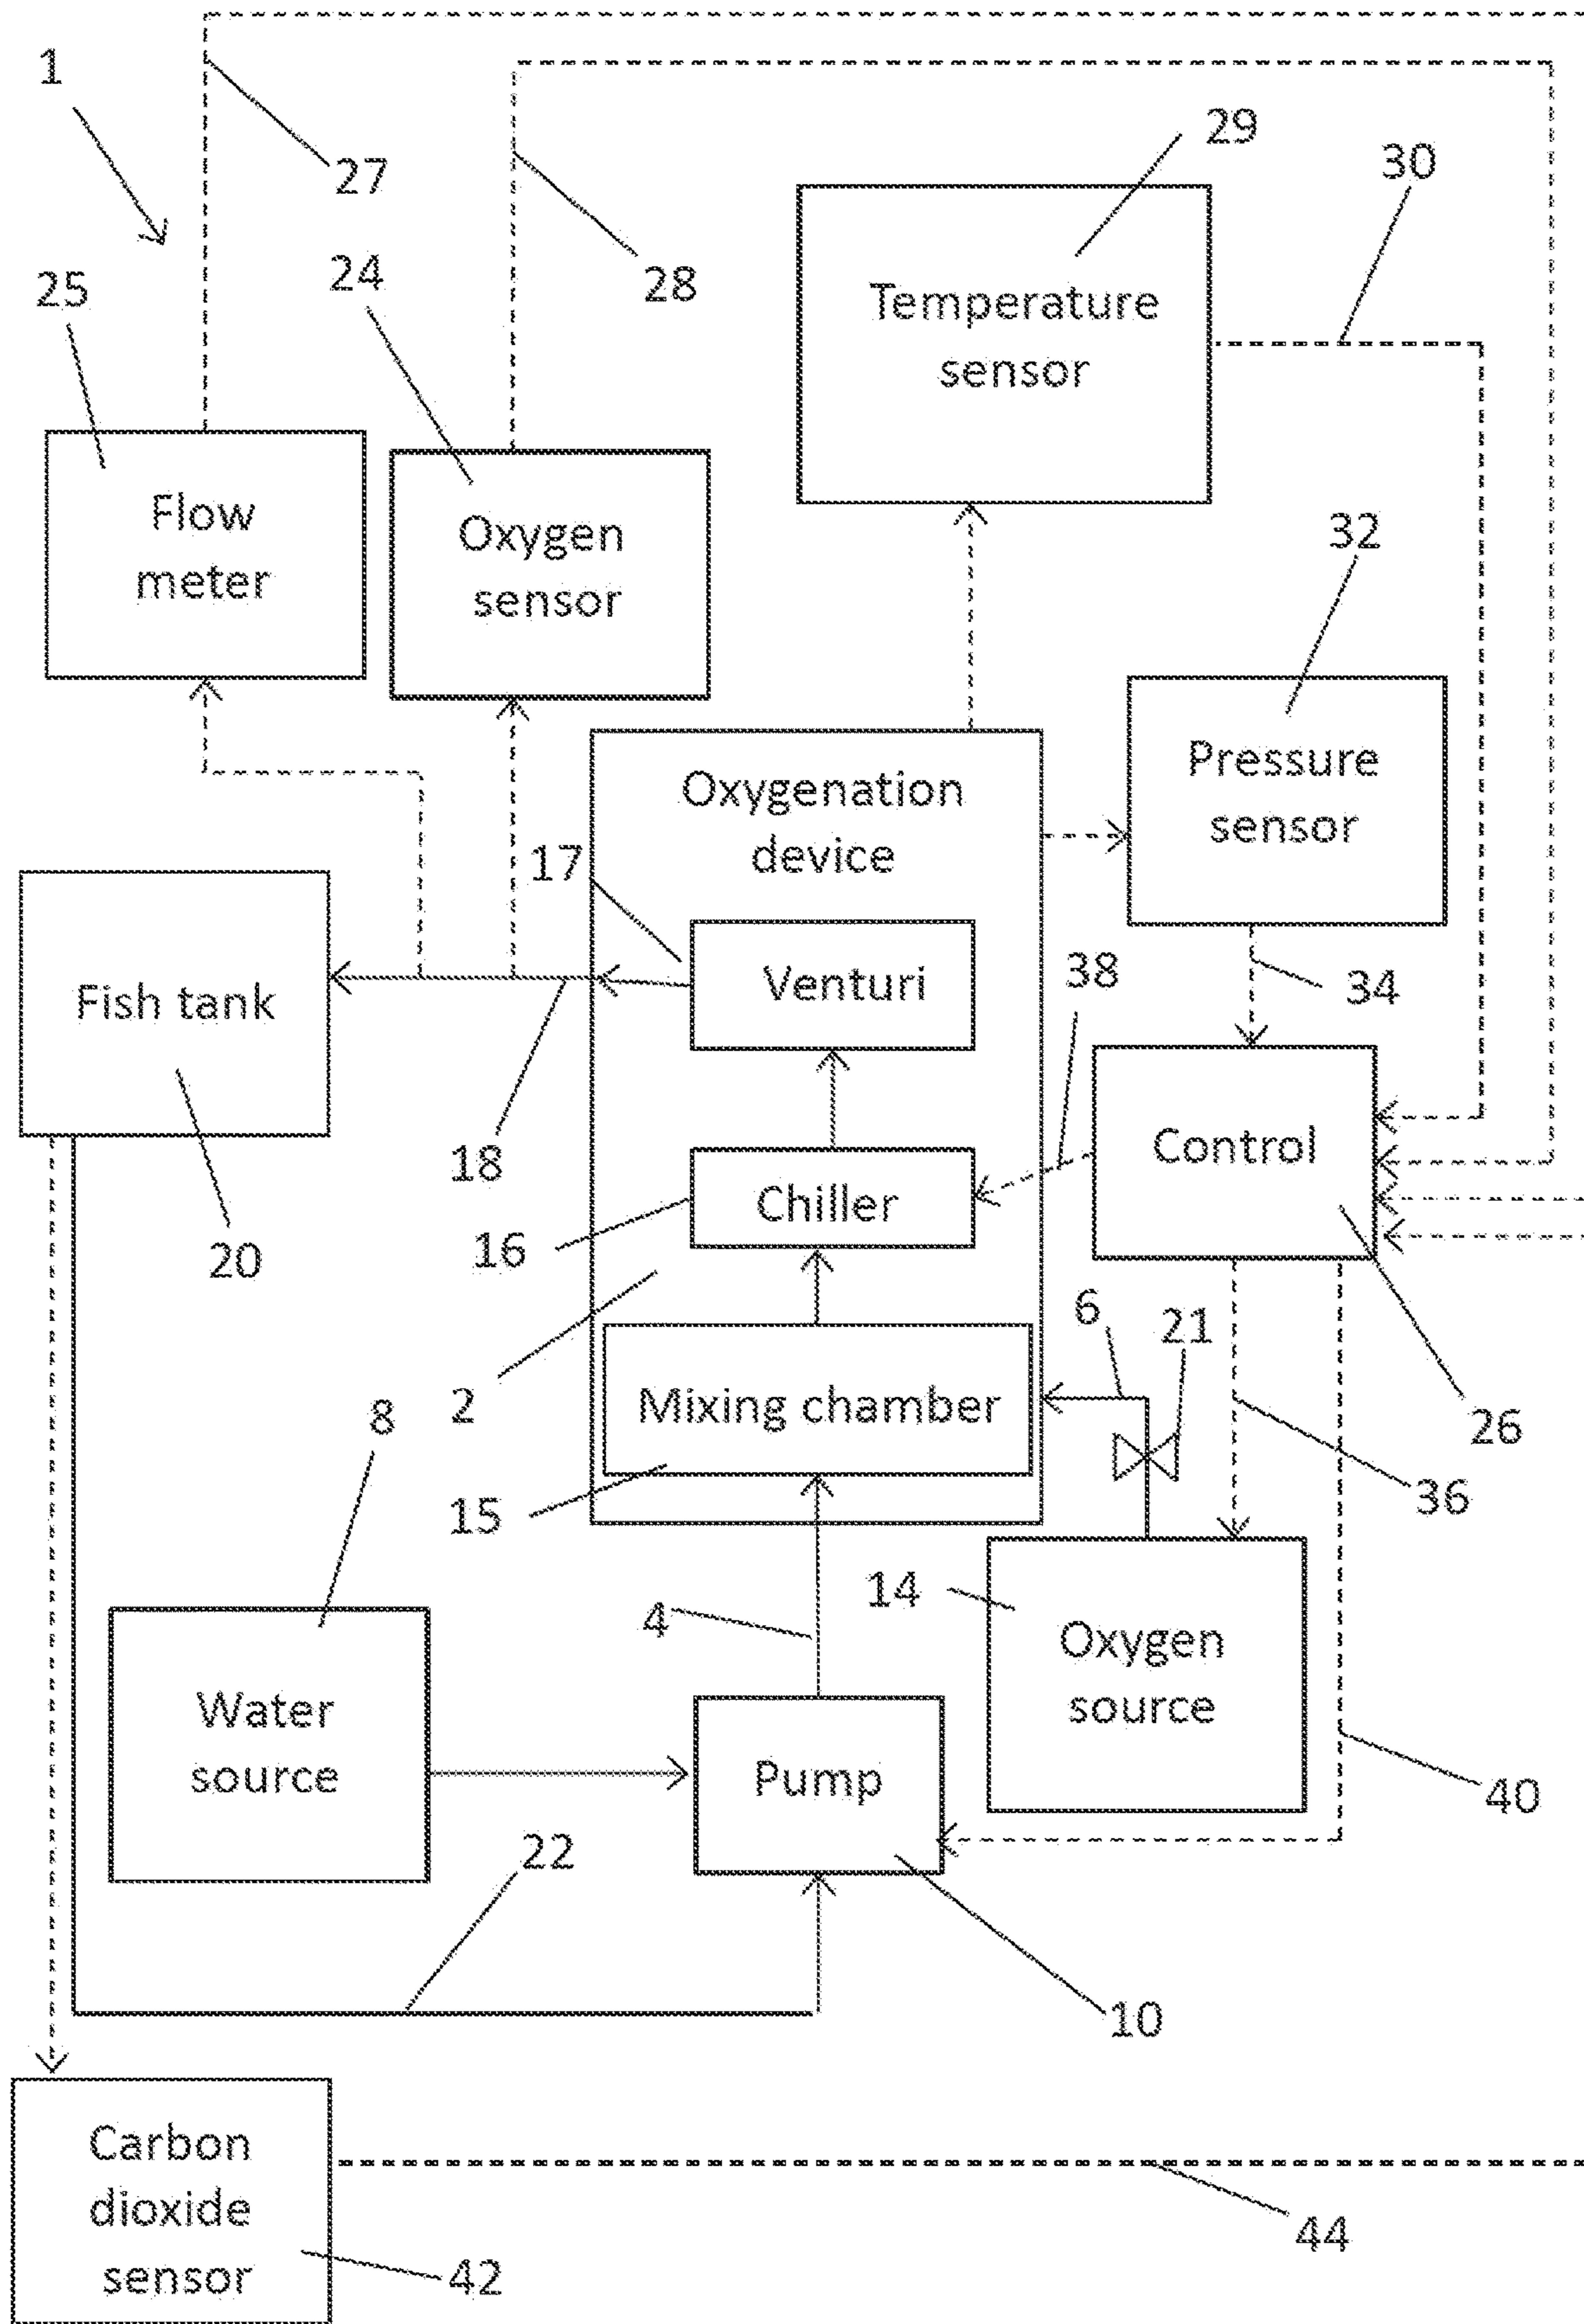 1
27
28
29
30
25
24
Temperature
sensor
Flow
meter
Oxygen
sensor
32
Pressure
sensor
Oxygenation
device
17
Fish tank
Venturi
38
34
18
Control
20
16
Chiller
6
21
2
8
Mixing chamber
26
15
36
4
14
Water
source
Oxygen
source
Pump
40
22
10
Carbon
dioxide
sensor
42
44